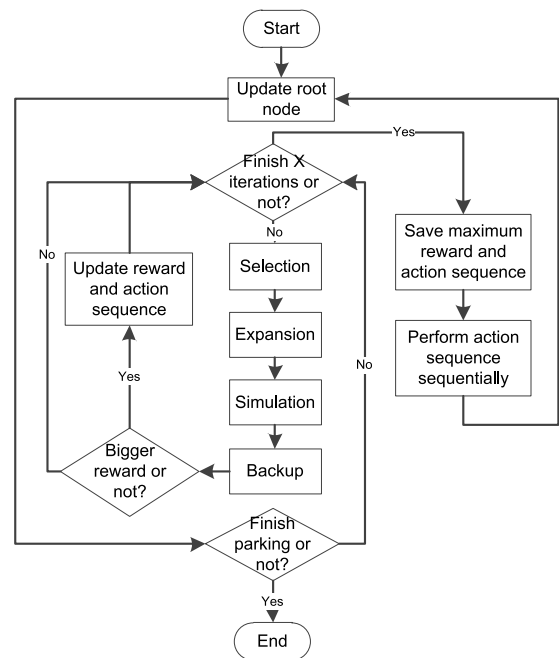 Start
Update root
node
Yes
Finish X
iterations or
not?
No
No
Selection
Save maximum
reward and
action sequence
Update reward
and action
sequence
Expansion
Perform action
sequence
sequentially
No
Simulation
Yes
Bigger
reward or
not?
Backup
Finish
parking or
not?
Yes
End